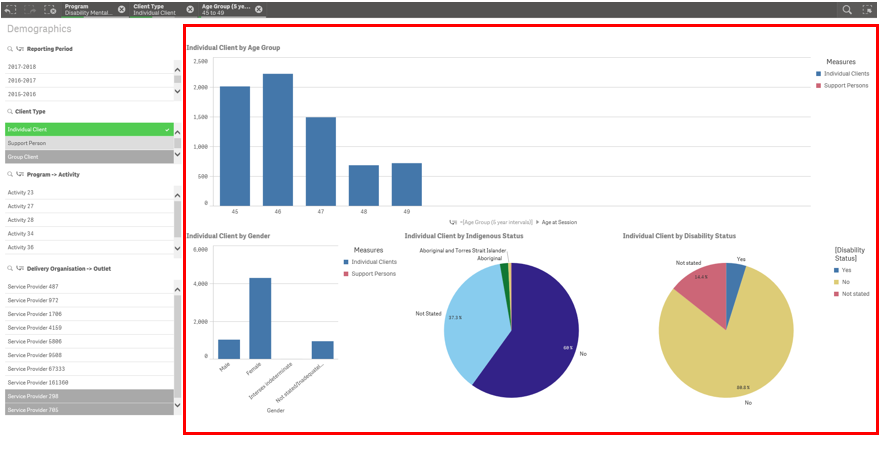 Program
Disability Mental...
Client Type
Individual Client
Age Group (5 ye...
45 to 49
Demographics
Reporting Period
2017-2018
2016-2017
2015-2016
Client Type
Individual Client
Support Person
Group Client
Program -> Activity
Activity 23
Activity 27
Activity 28
Activity 34
Activity 36
Delivery Organisation -> Outlet
Service Provider 487
Service Provider 972
Service Provider 1706
Service Provider 4159
Service Provider 5806
Service Provider 9508
Service Provider 67333
Service Provider 161360
Service Provider 286
Service Provider 705
Individual Client by Age Group
2,500
2,000
1,500
1,000
500
0
45 46 47 48 49
=[Age Group (5 year intervals)] Age at Session
Measures
Individual Clients
Support Persons
Individual Client by Gender
6,000
4,000
2,000
0
Male
Female
Intersex indeterminate
Not stated/Inadequatel...
Gender
Measures
Individual Clients
Support Persons
Individual Client by Indigenous Status
Aboriginal and Torres Strait Islander
Aboriginal
Not Stated
37.3 %
60 %
No
Individual Client by Disability Status
Not stated
Yes
No
[Disability
Status]
Yes
No
Not stated